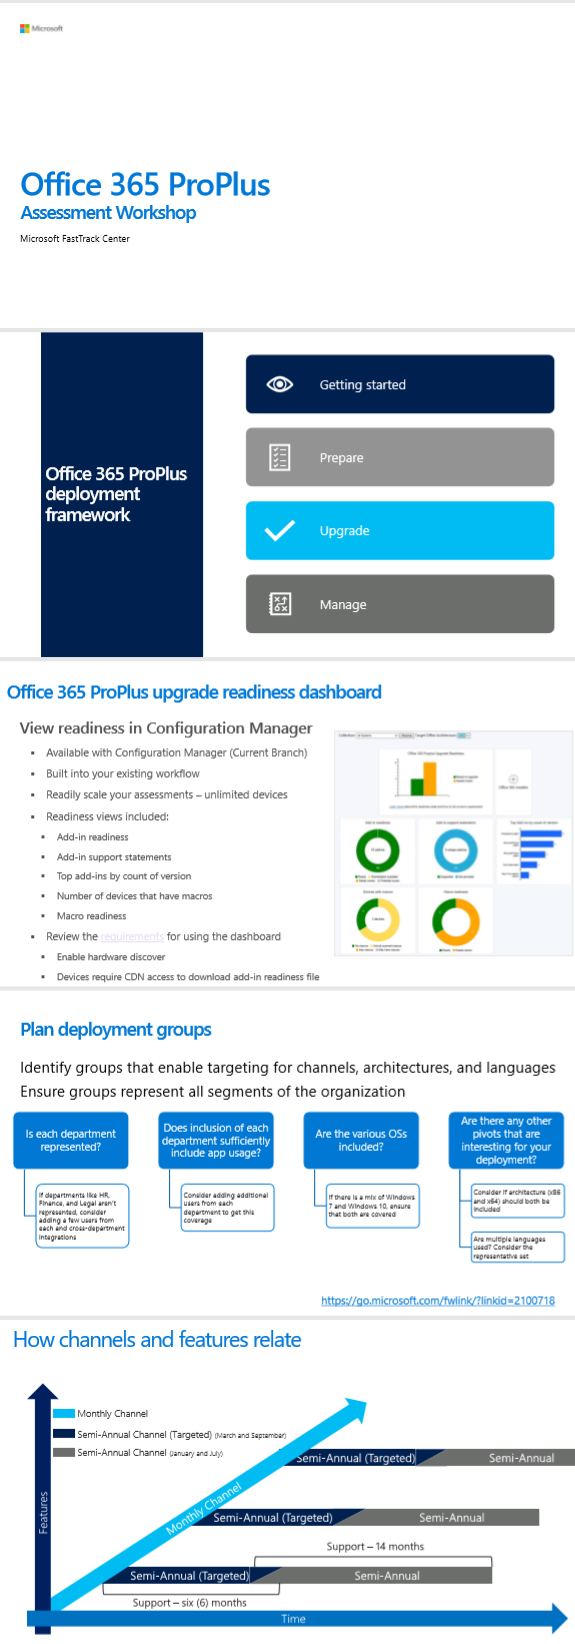 Microsoft
Office 365 ProPlus
Assessment Workshop
Microsoft FastTrack Center
Office 365 ProPlus
deployment
framework
Getting started
Prepare
Upgrade
Manage
Office 365 ProPlus upgrade readiness dashboard
View readiness in Configuration Manager
Available with Configuration Manager (Current Branch)
Built into your existing workflow
Readily scale your assessments – unlimited devices
Readiness views included:
Add-in readiness
Add-in support statements
Top add-ins by count of version
Number of devices that have macros
Macro readiness
Review the requirements for using the dashboard
Enable hardware discover
Devices require CDN access to download add-in readiness file
Plan deployment groups
Identify groups that enable targeting for channels, architectures, and languages
Ensure groups represent all segments of the organization
Is each department
represented?
If departments like HR,
Finance, and Legal aren't
represented, consider
adding a few users from
each and cross-department
integrations
Does inclusion of each
department sufficiently
include app usage?
Consider adding additional
users from each
department to get this
coverage
Are the various OSs
included?
If there is a mix of Windows
7 and Windows 10, ensure
that both are covered
Are there any other
pivots that are
interesting for your
deployment?
Consider if architecture (x86
and x64) should both be
included
Are multiple languages
used? Consider the
representative set
https://go.microsoft.com/fwlink/?linkid=2100718
How channels and features relate
Monthly Channel
Semi-Annual Channel (Targeted) (March and September)
Semi-Annual Channel (January and July)
Features
Monthly Channel
Semi-Annual (Targeted)
Semi-Annual
Semi-Annual (Targeted)
Semi-Annual
Support – 14 months
Semi-Annual (Targeted)
Semi-Annual
Support – six (6) months
Time